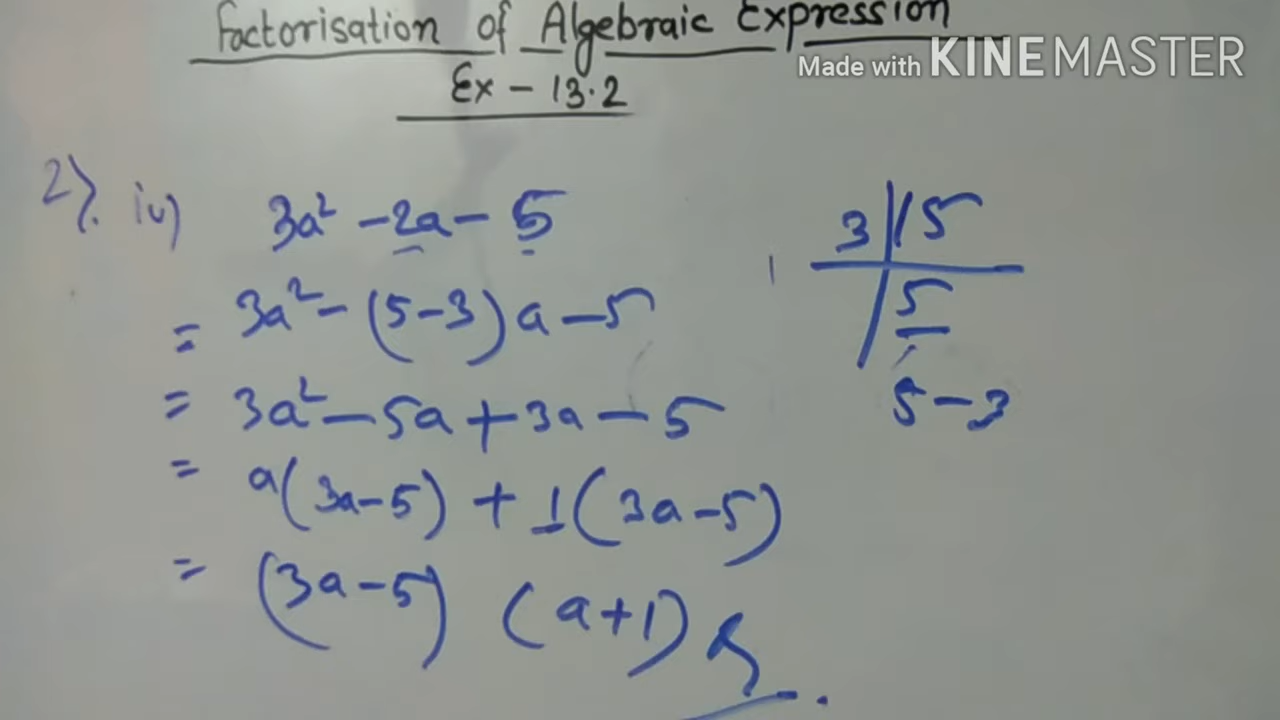 Factorisation of Algebraic Expression
Made with KINEMASTER
Ex - 13.2
2). iv) 3a² - 2a - 5
= 3a² - (5-3) a - 5
= 3a² - 5a + 3a - 5
= a(3a-5) + 1(3a-5)
= (3a-5) (a+1)
3 | 15
5
5 - 3